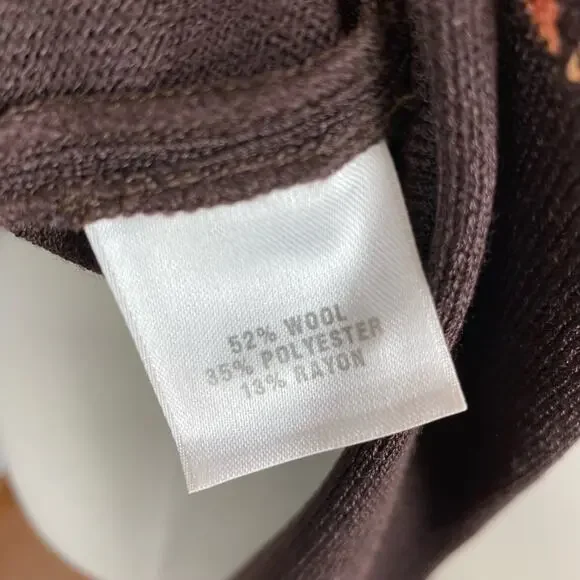 52% WOOL
35% POLYESTER
13% RAYON